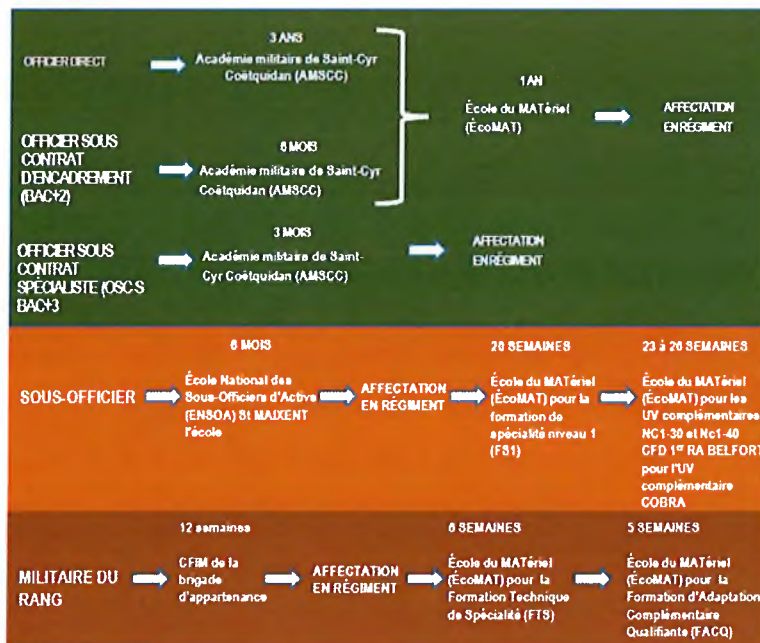 OFFICIER DIRECT
3 ANS
Académie militaire de Saint-Cyr
Coëtquidan (AMSCC)
1 AN
École du MATériel
(ÉcoMAT)
AFFECTATION
EN RÉGIMENT
OFFICIER SOUS
CONTRAT
D'ENCADREMENT
(BAC+2)
6 MOIS
Académie militaire de Saint-Cyr
Coëtquidan (AMSCC)
OFFICIER SOUS
CONTRAT
SPÉCIALISTE (OSC-S
BAC+3
3 MOIS
Académie militaire de Saint-
Cyr Coëtquidan (AMSCC)
AFFECTATION
EN RÉGIMENT
SOUS-OFFICIER
6 MOIS
École National des
Sous-Officiers d'Active
(ENSOA) St MAIXENT
l'école
AFFECTATION
EN RÉGIMENT
20 SEMAINES
École du MATériel
(ÉcoMAT) pour la
formation de
spécialité niveau 1
(FS1)
23 à 26 SEMAINES
École du MATériel
(ÉcoMAT) pour les
UV complémentaires
NC1-30 et Nc1-40
CFD 1er RA BELFORT
pour l'UV
complémentaire
COBRA
MILITAIRE DU
RANG
12 semaines
CFIM de la
brigade
d'appartenance
AFFECTATION
EN RÉGIMENT
6 SEMAINES
École du MATériel
(ÉcoMAT) pour la
Formation Technique
de Spécialité (FTS)
5 SEMAINES
École du MATériel
(ÉcoMAT) pour la
Formation d'Adaptation
Complémentaire
Qualifiante (FACQ)